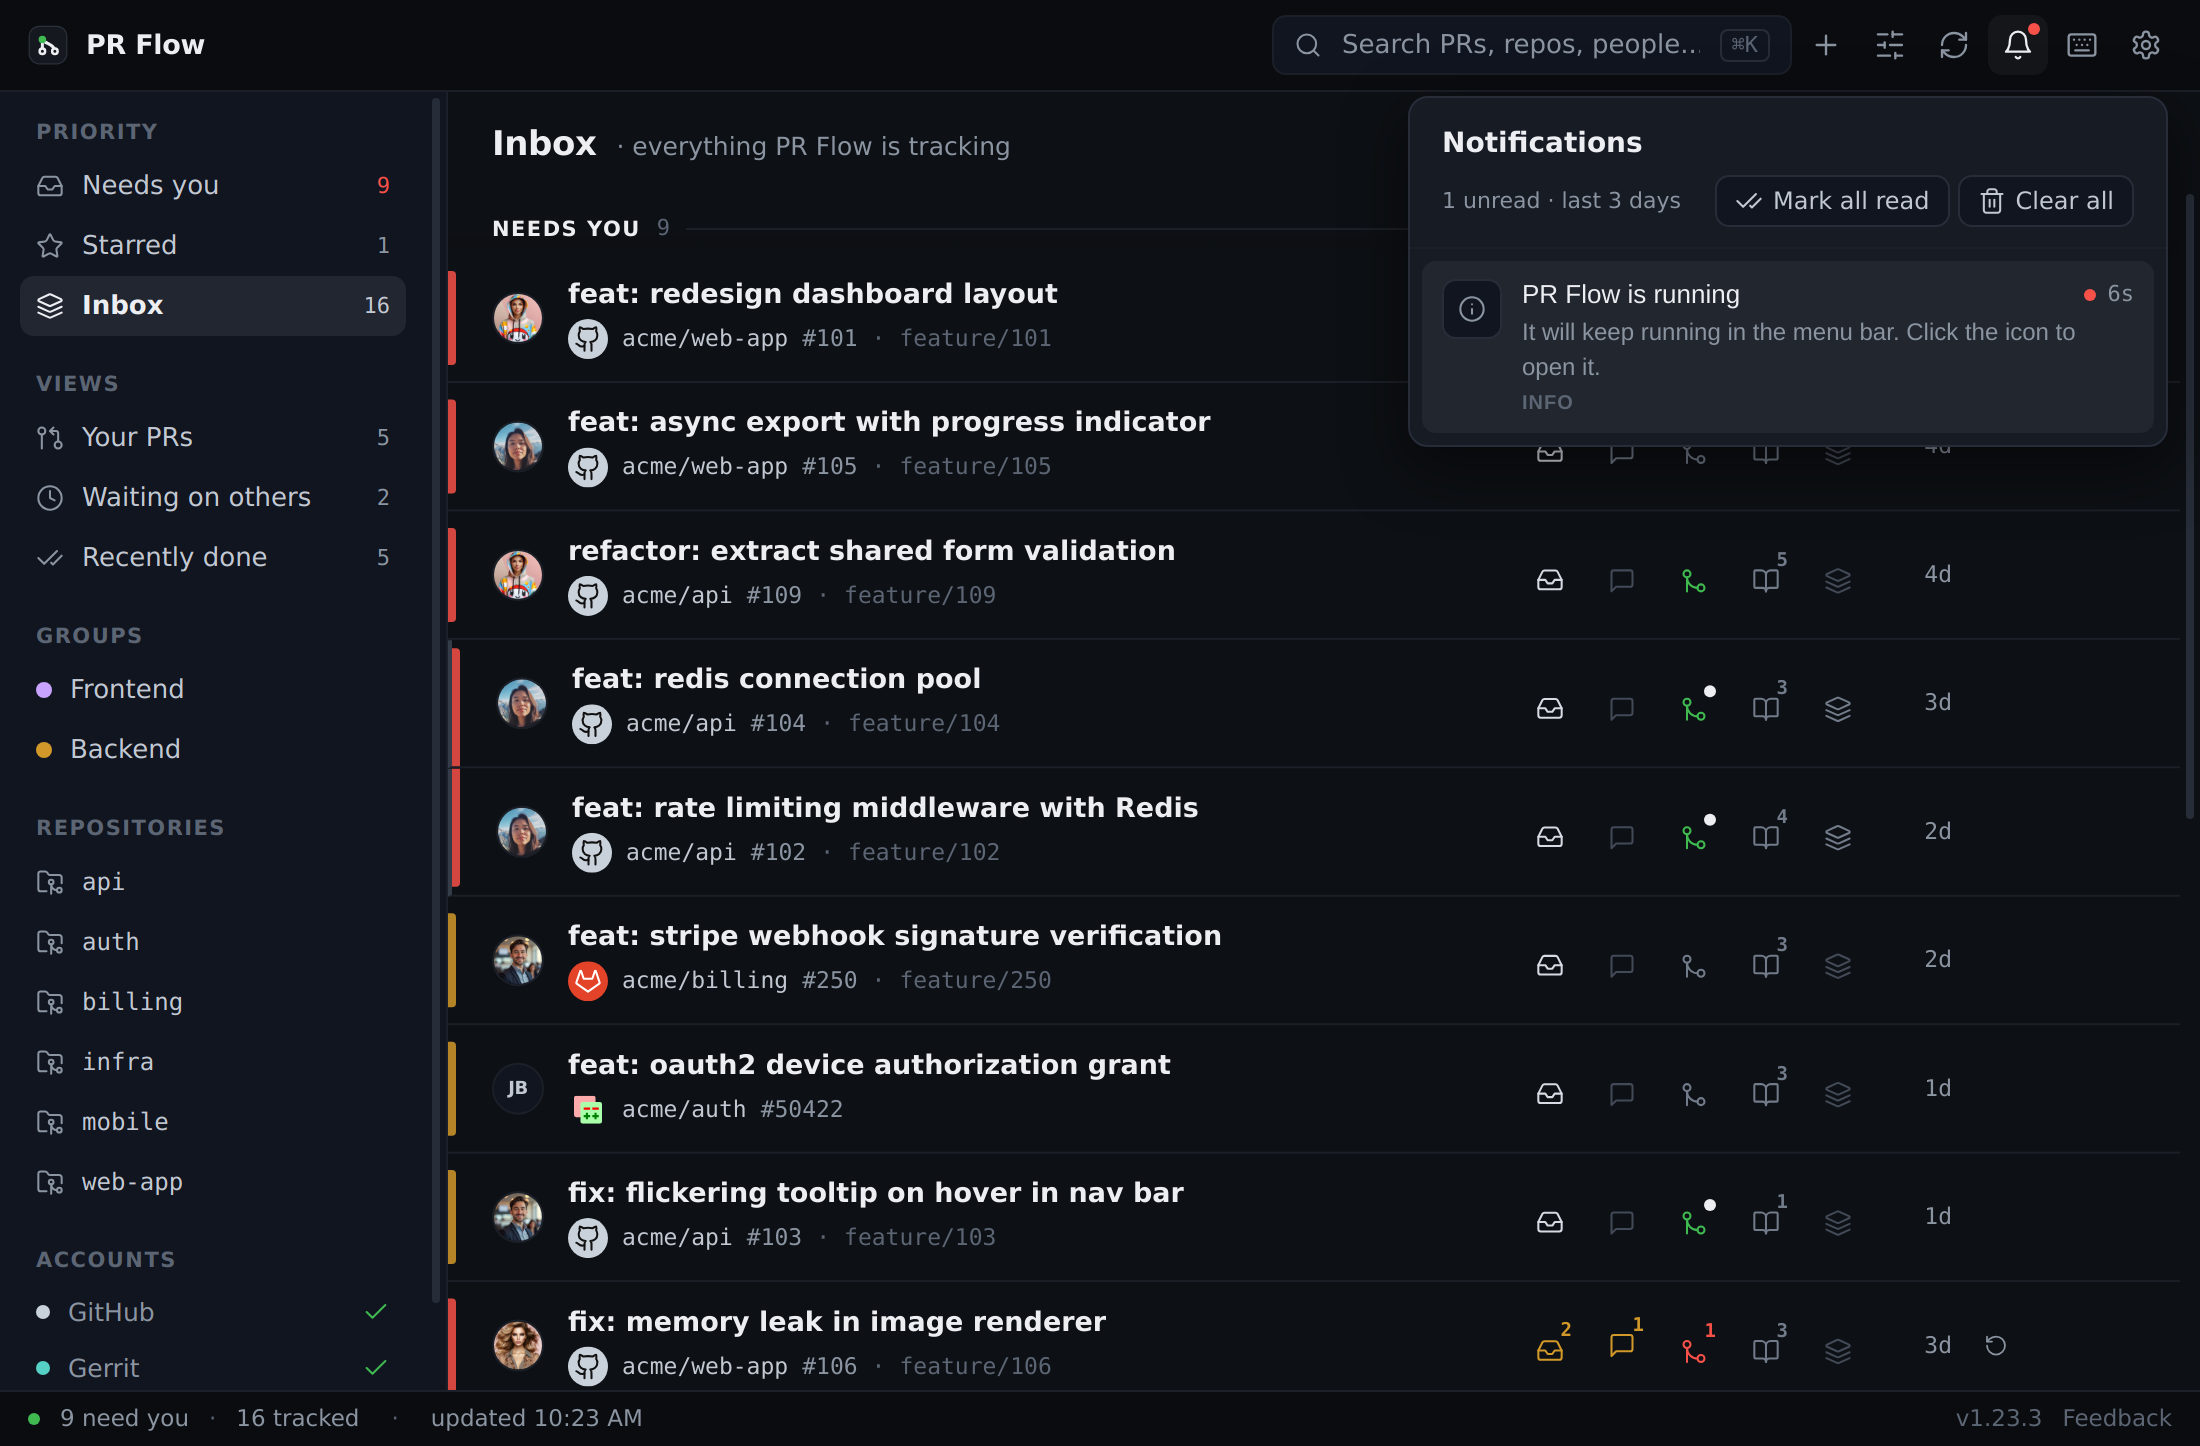 PR Flow
Search PRs, repos, people... ⌘K
PRIORITY
Needs you 9
Starred 1
Inbox 16
VIEWS
Your PRs 5
Waiting on others 2
Recently done 5
GROUPS
Frontend
Backend
REPOSITORIES
api
auth
billing
infra
mobile
web-app
ACCOUNTS
GitHub
Gerrit
Inbox · everything PR Flow is tracking
NEEDS YOU 9
feat: redesign dashboard layout
acme/web-app #101 · feature/101
feat: async export with progress indicator
acme/web-app #105 · feature/105
4d
refactor: extract shared form validation
acme/api #109 · feature/109
5 4d
feat: redis connection pool
acme/api #104 · feature/104
3 3d
feat: rate limiting middleware with Redis
acme/api #102 · feature/102
4 2d
feat: stripe webhook signature verification
acme/billing #250 · feature/250
3 2d
JB
feat: oauth2 device authorization grant
acme/auth #50422
3 1d
fix: flickering tooltip on hover in nav bar
acme/api #103 · feature/103
1 1d
fix: memory leak in image renderer
acme/web-app #106 · feature/106
2 1 1 3 3d
Notifications
1 unread · last 3 days Mark all read Clear all
PR Flow is running 6s
It will keep running in the menu bar. Click the icon to
open it.
INFO
9 need you · 16 tracked · updated 10:23 AM
v1.23.3 Feedback